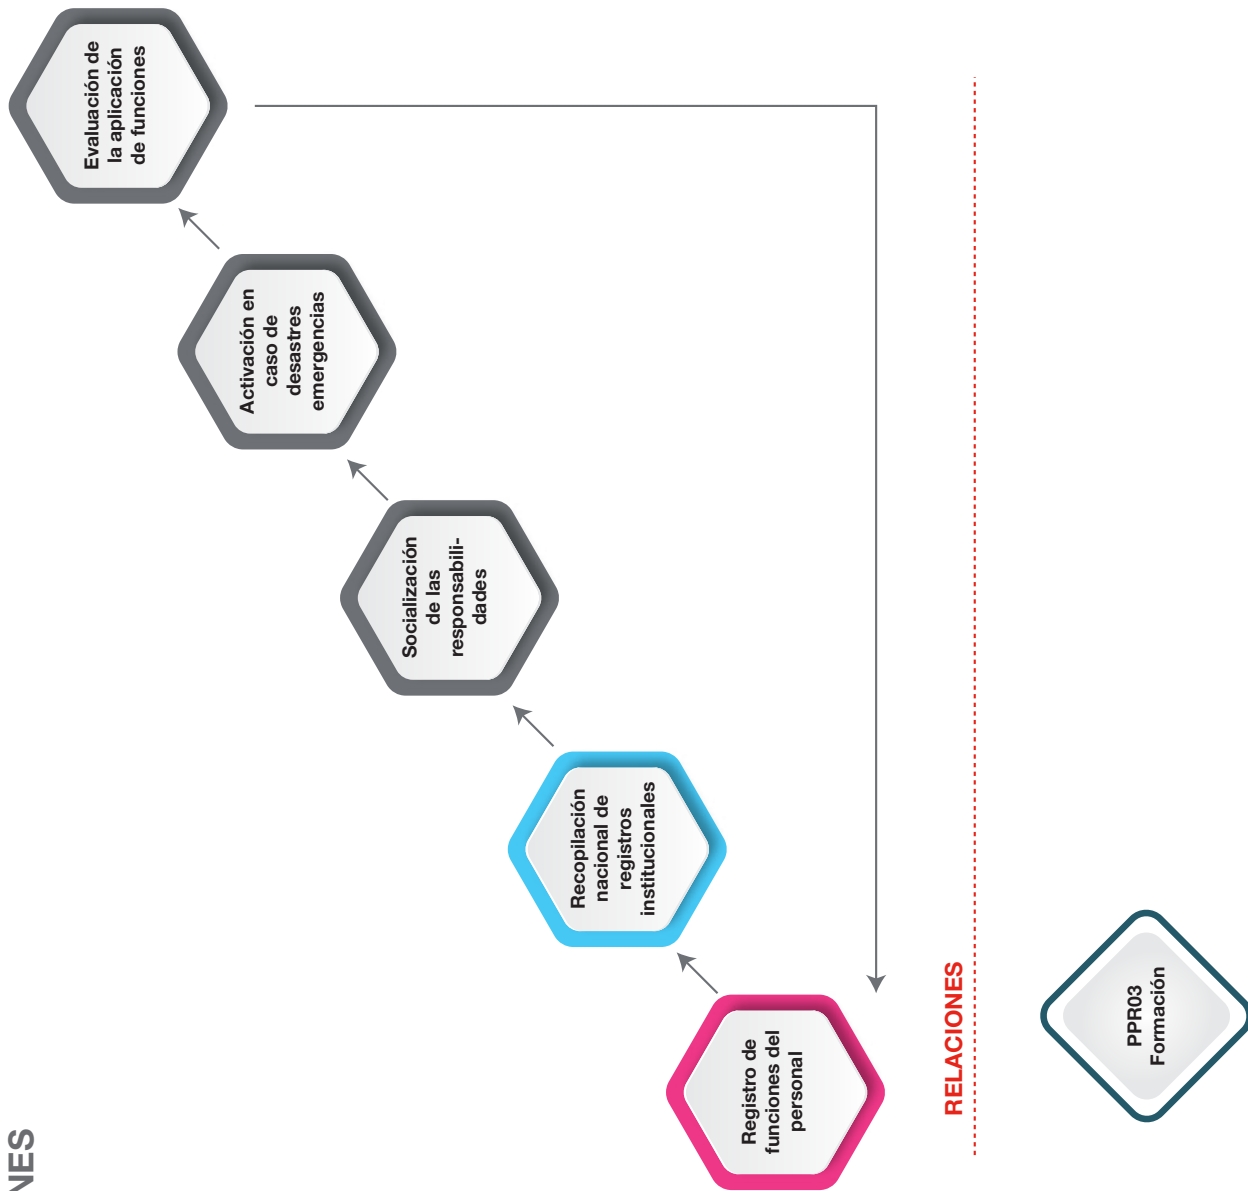 NES
Registro de
funciones del
personal
Recopilación
nacional de
registros
institucionales
Socialización
de las
responsabili-
dades
Activación en
caso de
desastres
emergencias
Evaluación de
la aplicación
de funciones
RELACIONES
PPR03
Formación